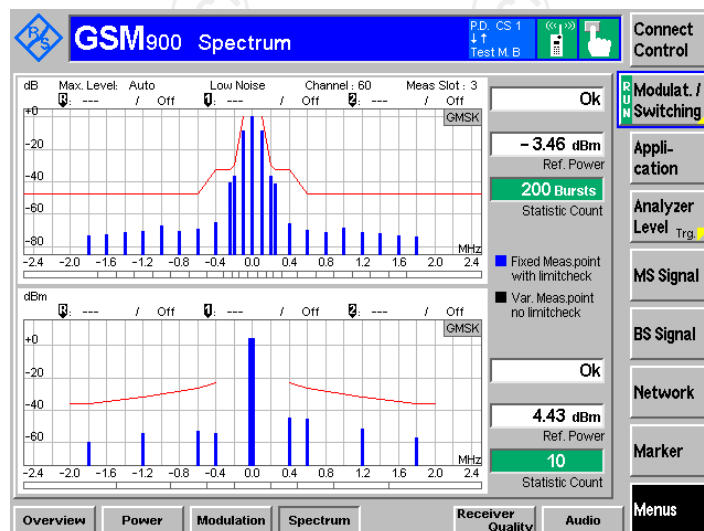 R S
GSM900 Spectrum
P.D. CS 1
Test M. B
Connect Control
dB Max. Level: Auto Low Noise Channel : 60 Meas Slot : 3
R: --- / Off 1: --- / Off 2: --- / Off
GMSK
+0
-20
-40
-60
-80
MHz
-2.4 -2.0 -1.6 -1.2 -0.8 -0.4 0.0 0.4 0.8 1.2 1.6 2.0 2.4
Ok
- 3.46 dBm
Ref. Power
200 Bursts
Statistic Count
Fixed Meas.point
with limitcheck
Var. Meas.point
no limitcheck
dBm
R: --- / Off 1: --- / Off 2: --- / Off
GMSK
+0
-20
-40
-60
MHz
-2.4 -2.0 -1.6 -1.2 -0.8 -0.4 0.0 0.4 0.8 1.2 1.6 2.0 2.4
Ok
4.43 dBm
Ref. Power
10
Statistic Count
RUN
Modulat. /
Switching
Appli-
cation
Analyzer
Level Trg.
MS Signal
BS Signal
Network
Marker
Menus
Overview Power Modulation Spectrum Receiver Quality Audio